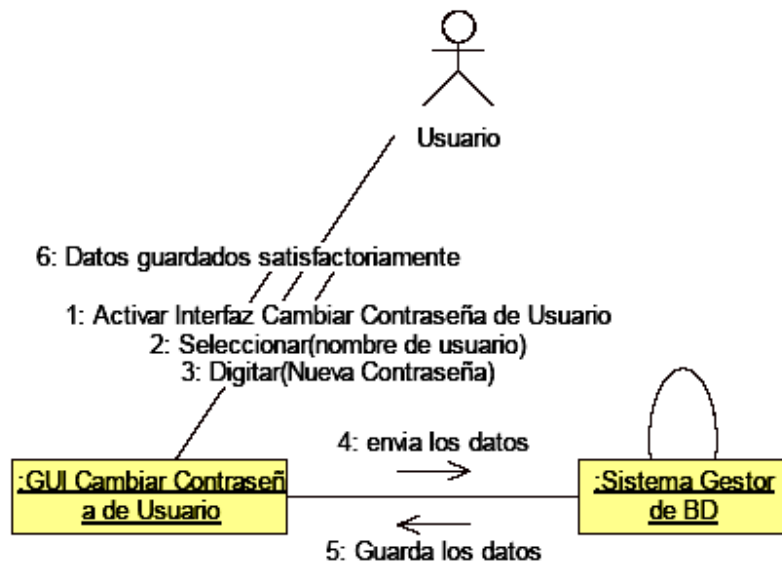 Usuario
6: Datos guardados satisfactoriamente
1: Activar Interfaz Cambiar Contraseña de Usuario
2: Seleccionar(nombre de usuario)
3: Digitar(Nueva Contraseña)
4: envia los datos
:GUI Cambiar Contraseñ
a de Usuario
:Sistema Gestor
de BD
5: Guarda los datos